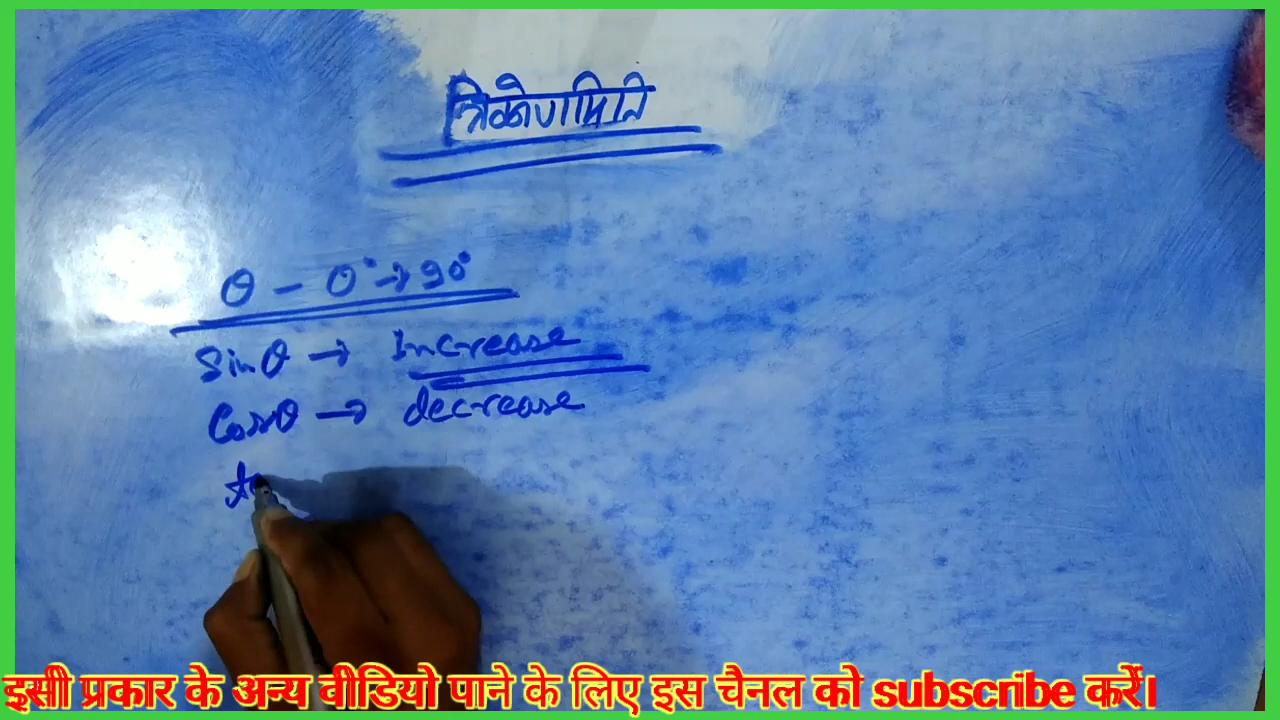 त्रिकोणमिति
θ - 0° → 90°
Sinθ → Increase
Cosθ → decrease
इसी प्रकार के अन्य वीडियो पाने के लिए इस चैनल को subscribe करें।